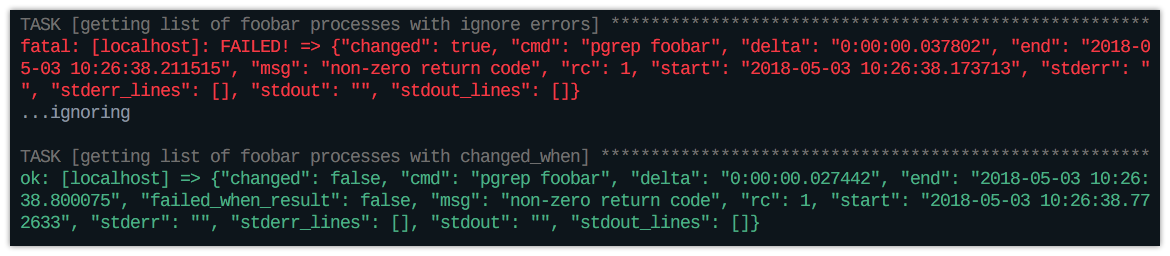 TASK [getting list of foobar processes with ignore errors] ******************************************************
fatal: [localhost]: FAILED! => {"changed": true, "cmd": "pgrep foobar", "delta": "0:00:00.037802", "end": "2018-0
5-03 10:26:38.211515", "msg": "non-zero return code", "rc": 1, "start": "2018-05-03 10:26:38.173713", "stderr": "
", "stderr_lines": [], "stdout": "", "stdout_lines": []}
...ignoring
TASK [getting list of foobar processes with changed_when] *******************************************************
ok: [localhost] => {"changed": false, "cmd": "pgrep foobar", "delta": "0:00:00.027442", "end": "2018-05-03 10:26:
38.800075", "failed_when_result": false, "msg": "non-zero return code", "rc": 1, "start": "2018-05-03 10:26:38.77
2633", "stderr": "", "stderr_lines": [], "stdout": "", "stdout_lines": []}